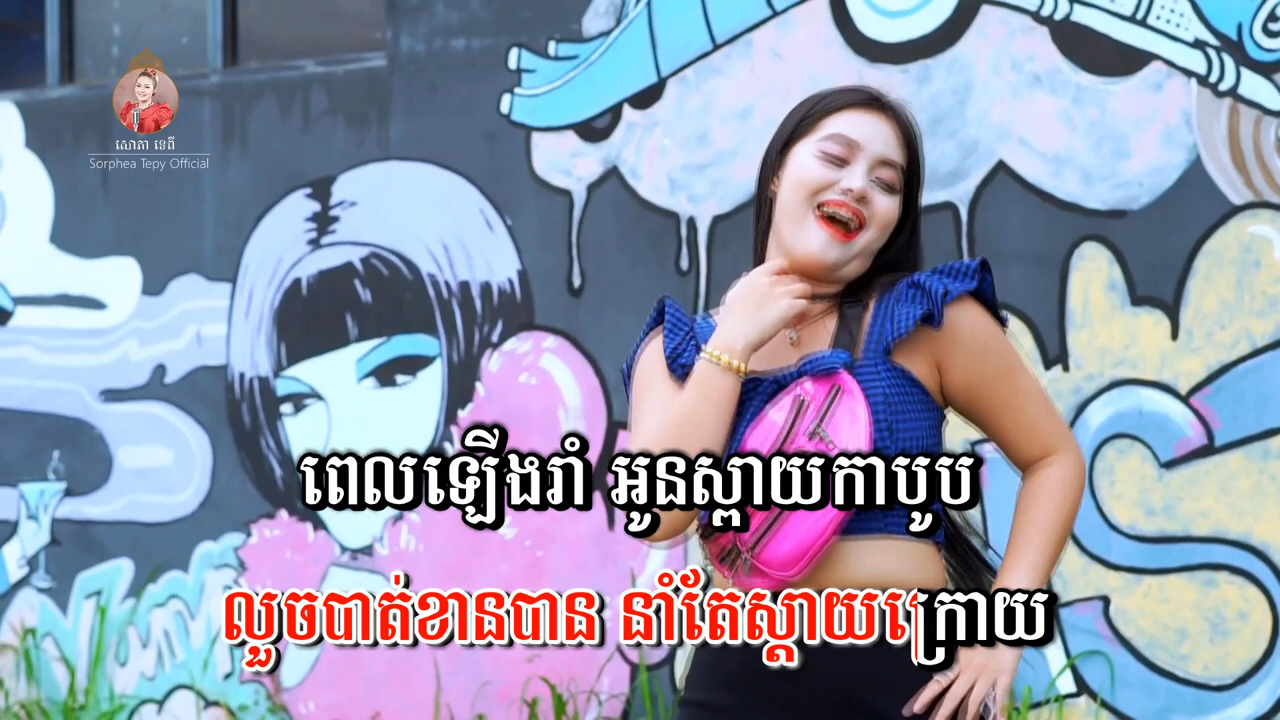 សោភា ទេពី
Sorphea Tepy Official
ពេលឡើងរាំ អូនស្ពាយកាបូប
លួចបាត់ខានបាន នាំតែស្ដាយក្រោយ